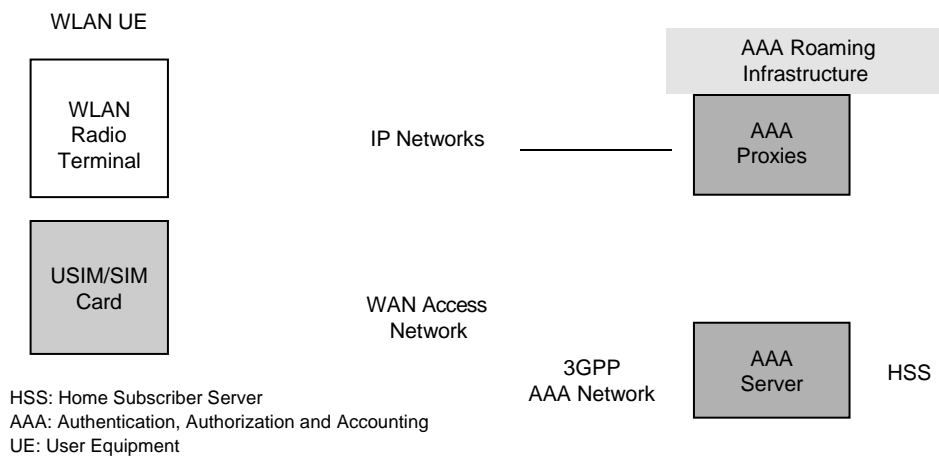 WLAN UE
WLAN
Radio
Terminal
USIM/SIM
Card
IP Networks
WAN Access
Network
AAA Roaming
Infrastructure
AAA
Proxies
3GPP
AAA Network
AAA
Server
HSS
HSS: Home Subscriber Server
AAA: Authentication, Authorization and Accounting
UE: User Equipment